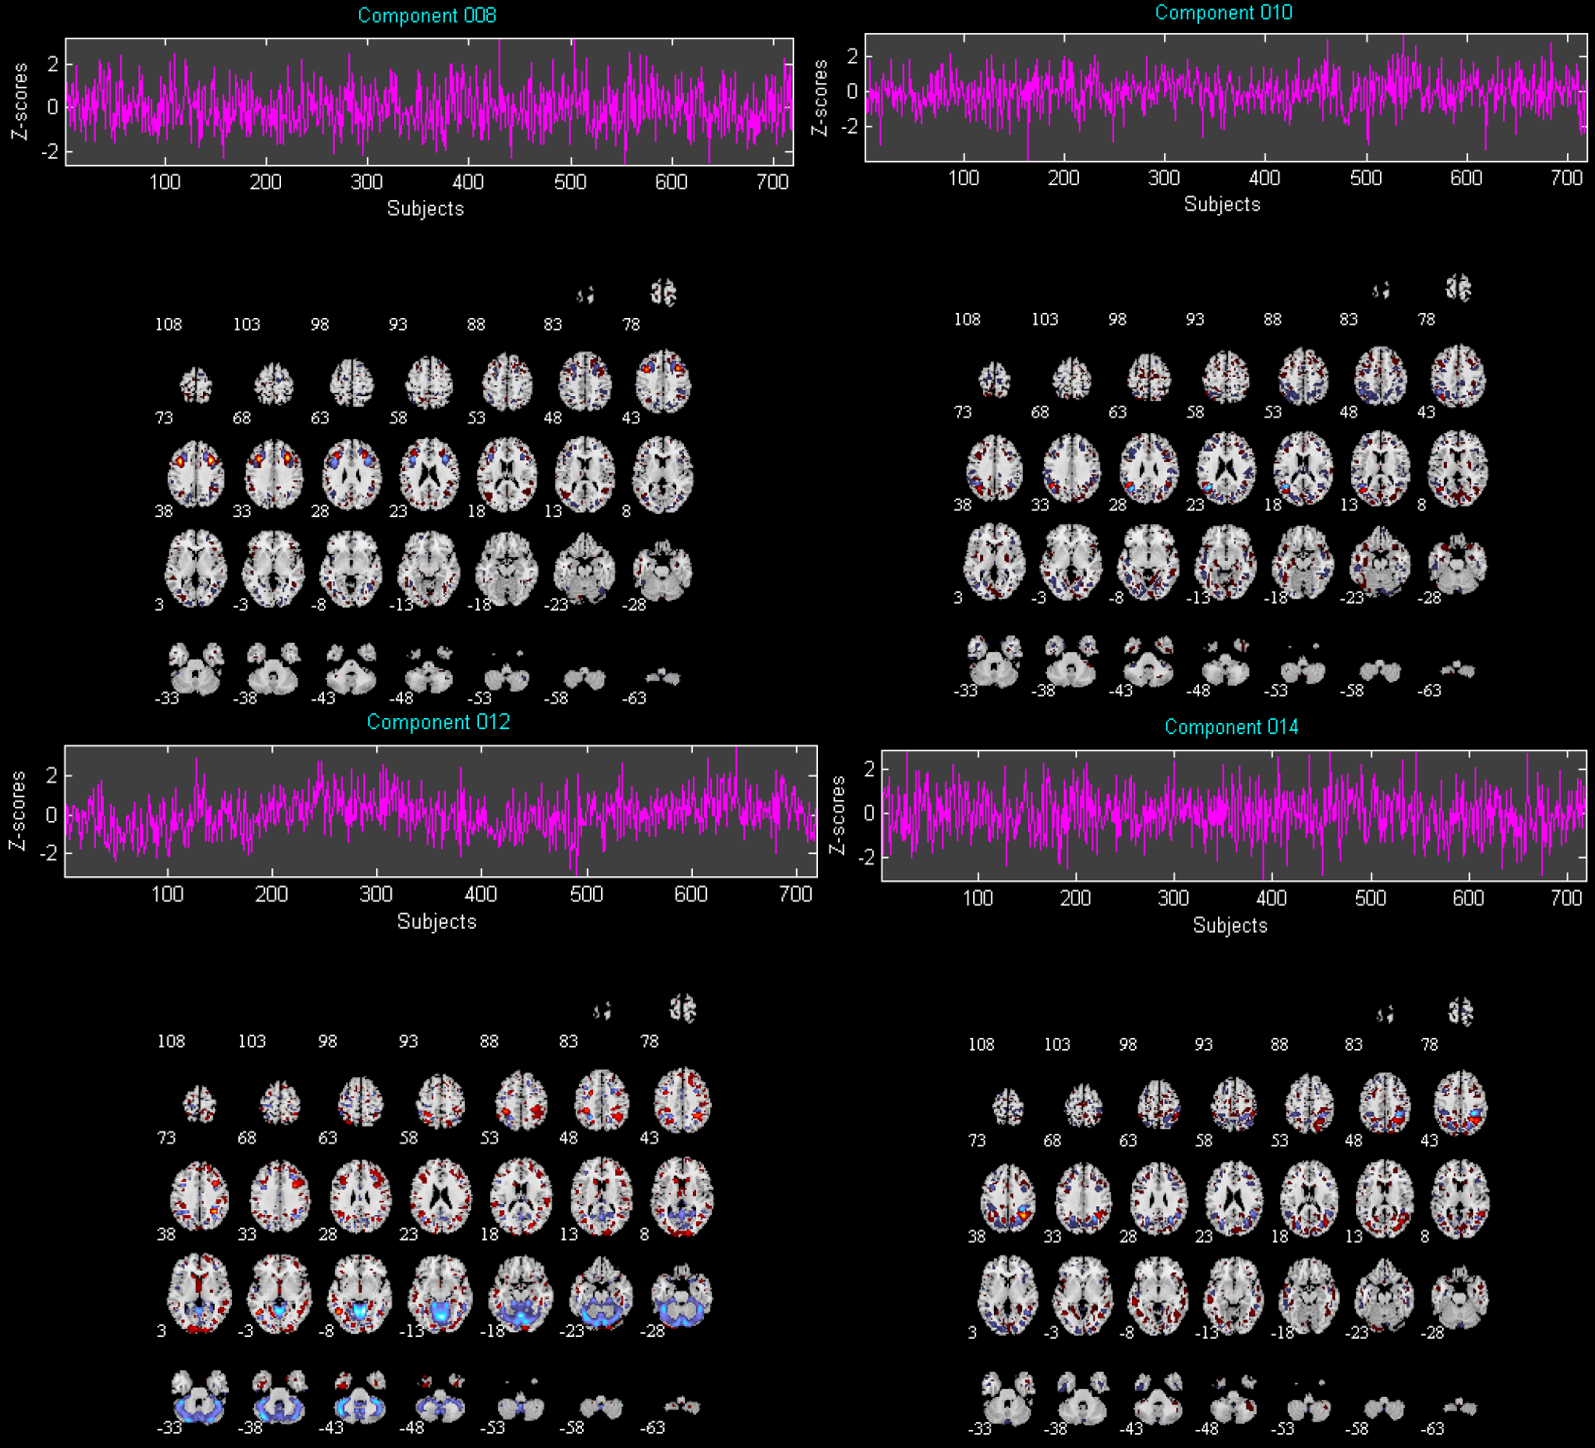 Component 008
Z-scores
2
0
-2
100 200 300 400 500 600 700
Subjects
108 103 98 93 88 83 78
73 68 63 58 53 48 43
38 33 28 23 18 13 8
3 -3 -8 -13 -18 -23 -28
-33 -38 -43 -48 -53 -58 -63
Component 010
Z-scores
2
0
-2
100 200 300 400 500 600 700
Subjects
108 103 98 93 88 83 78
73 68 63 58 53 48 43
38 33 28 23 18 13 8
3 -3 -8 -13 -18 -23 -28
-33 -38 -43 -48 -53 -58 -63
Component 012
Z-scores
2
0
-2
100 200 300 400 500 600 700
Subjects
108 103 98 93 88 83 78
73 68 63 58 53 48 43
38 33 28 23 18 13 8
3 -3 -8 -13 -18 -23 -28
-33 -38 -43 -48 -53 -58 -63
Component 014
Z-scores
2
0
-2
100 200 300 400 500 600 700
Subjects
108 103 98 93 88 83 78
73 68 63 58 53 48 43
38 33 28 23 18 13 8
3 -3 -8 -13 -18 -23 -28
-33 -38 -43 -48 -53 -58 -63